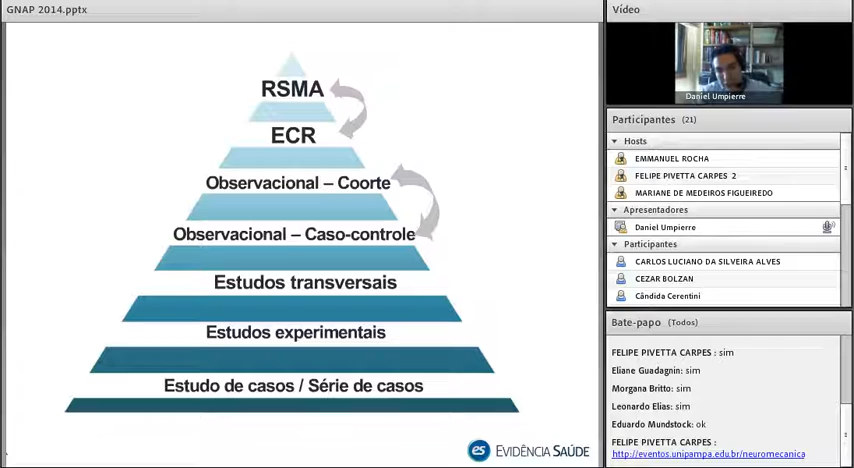 GNAP 2014.pptx
RSMA
ECR
Observacional – Coorte
Observacional – Caso-controle
Estudos transversais
Estudos experimentais
Estudo de casos / Série de casos
es EVIDÊNCIA SAÚDE
Vídeo
Daniel Umpierre
Participantes (21)
Hosts
EMMANUEL ROCHA
FELIPE PIVETTA CARPES 2
MARIANE DE MEDEIROS FIGUEIREDO
Apresentadores
Daniel Umpierre
Participantes
CARLOS LUCIANO DA SILVEIRA ALVES
CEZAR BOLZAN
Cândida Cerentini
Bate-papo (Todos)
FELIPE PIVETTA CARPES : sim
Eliane Guadagnin: sim
Morgana Britto: sim
Leonardo Elias: sim
Eduardo Mundstock: ok
FELIPE PIVETTA CARPES :
http://eventos.unipampa.edu.br/neuromecanica